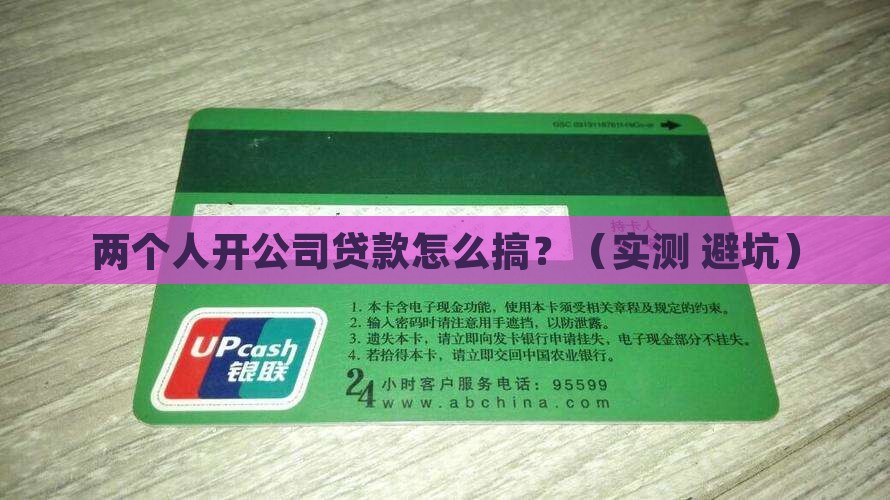 持卡人
两个人开公司贷款怎么搞？（实测 避坑）
1. 本卡含电子现金功能，使用本卡须受相关章程及规定的约束。
2. 输入密码时请注意用手遮挡，以防泄露。
3. 遗失本卡，请立即向发卡银行申请挂失，电子现金部分不挂失。
4. 若拾得本卡，请立即交回中国农业银行。
UPcash
银联
24小时客户服务电话：95599
www.abchina.com